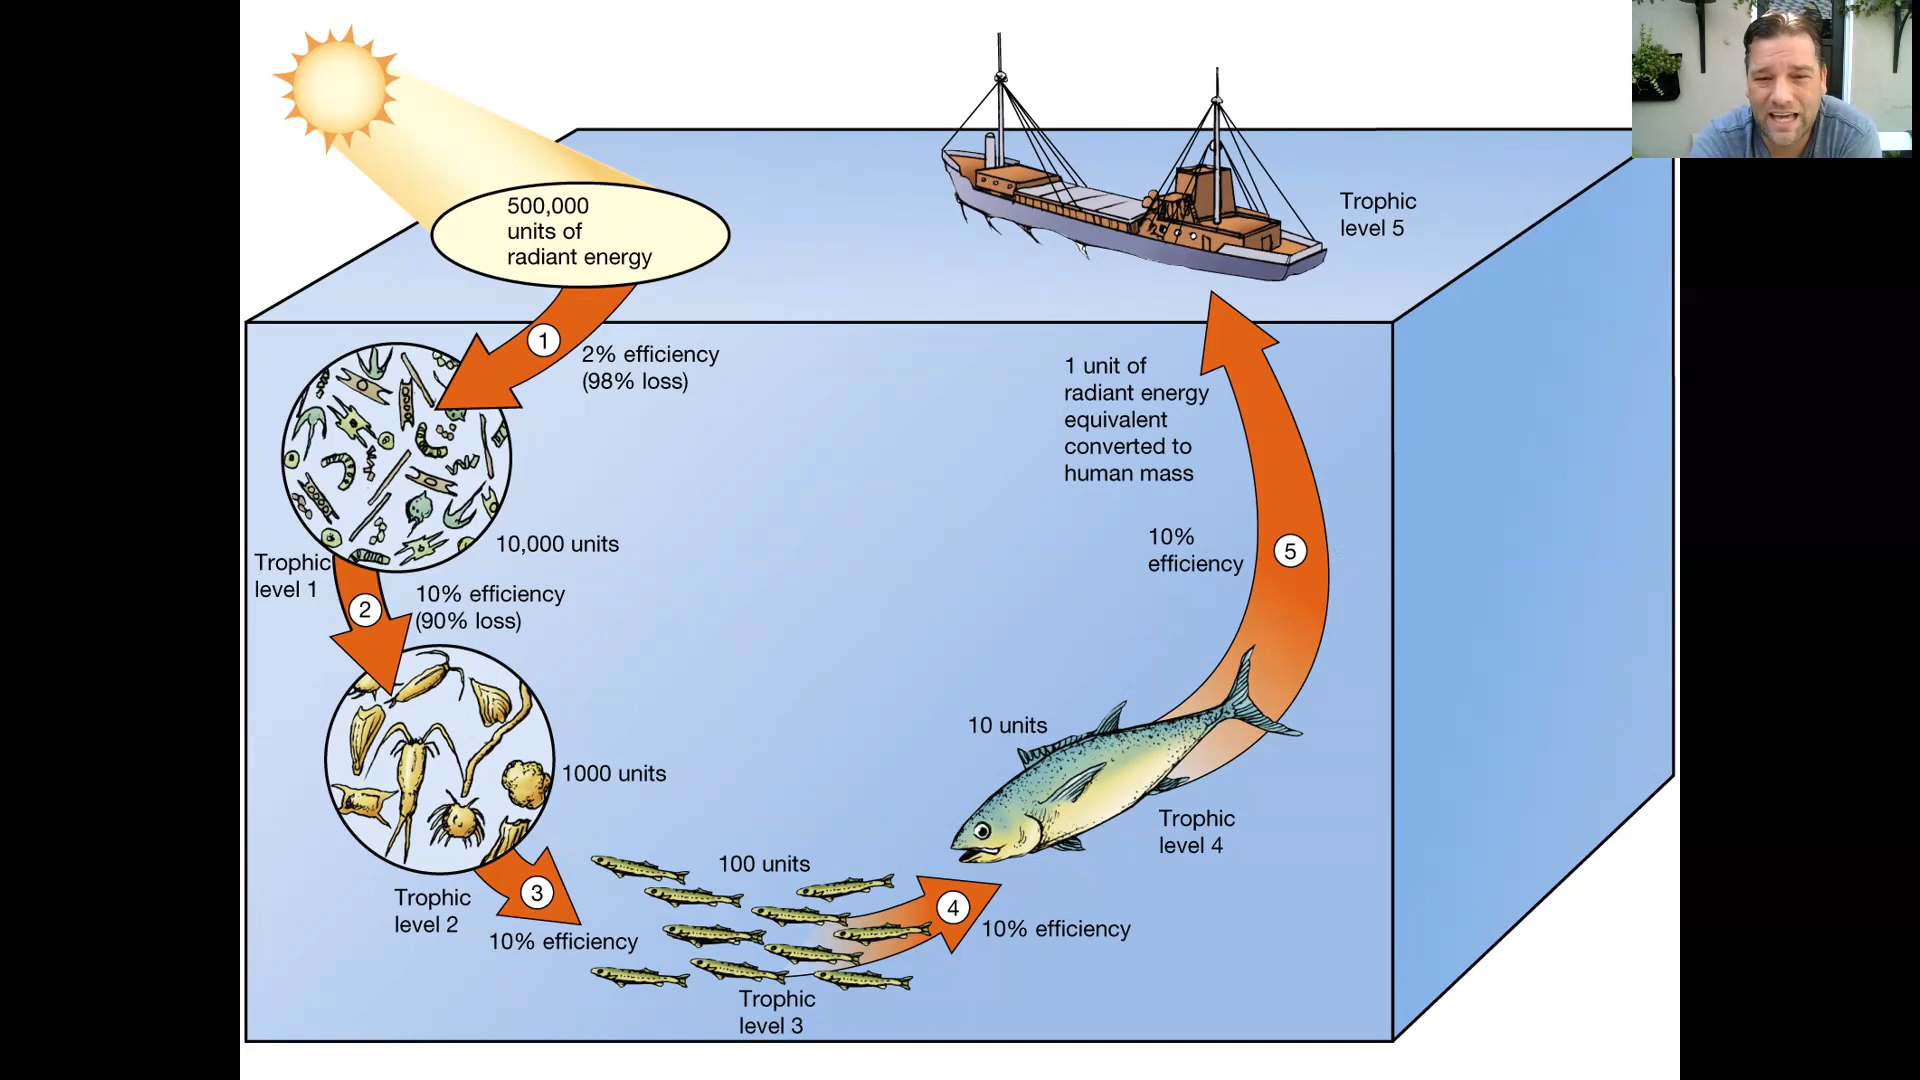 500,000
units of
radiant energy
1
2% efficiency
(98% loss)
10,000 units
Trophic
level 1
2
10% efficiency
(90% loss)
1000 units
Trophic
level 2
3
10% efficiency
100 units
Trophic
level 3
4
10% efficiency
10 units
Trophic
level 4
5
10%
efficiency
1 unit of
radiant energy
equivalent
converted to
human mass
Trophic
level 5